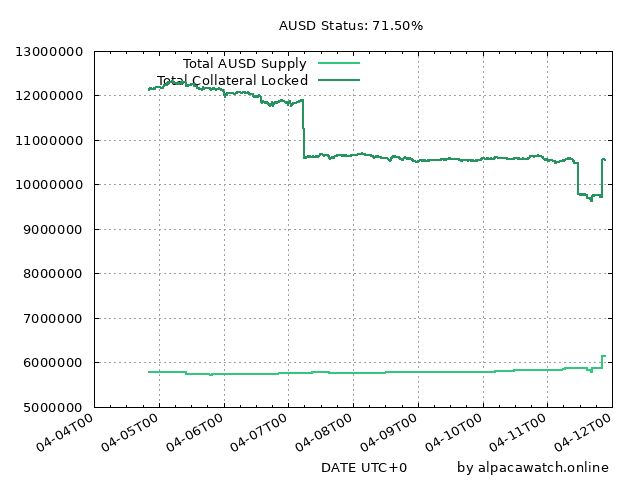 AUSD Status: 71.50%
13000000
12000000
11000000
10000000
9000000
8000000
7000000
6000000
5000000
Total AUSD Supply
Total Collateral Locked
04-04T00
04-05T00
04-06T00
04-07T00
04-08T00
04-09T00
04-10T00
04-11T00
04-12T00
DATE UTC+0
by alpacawatch.online